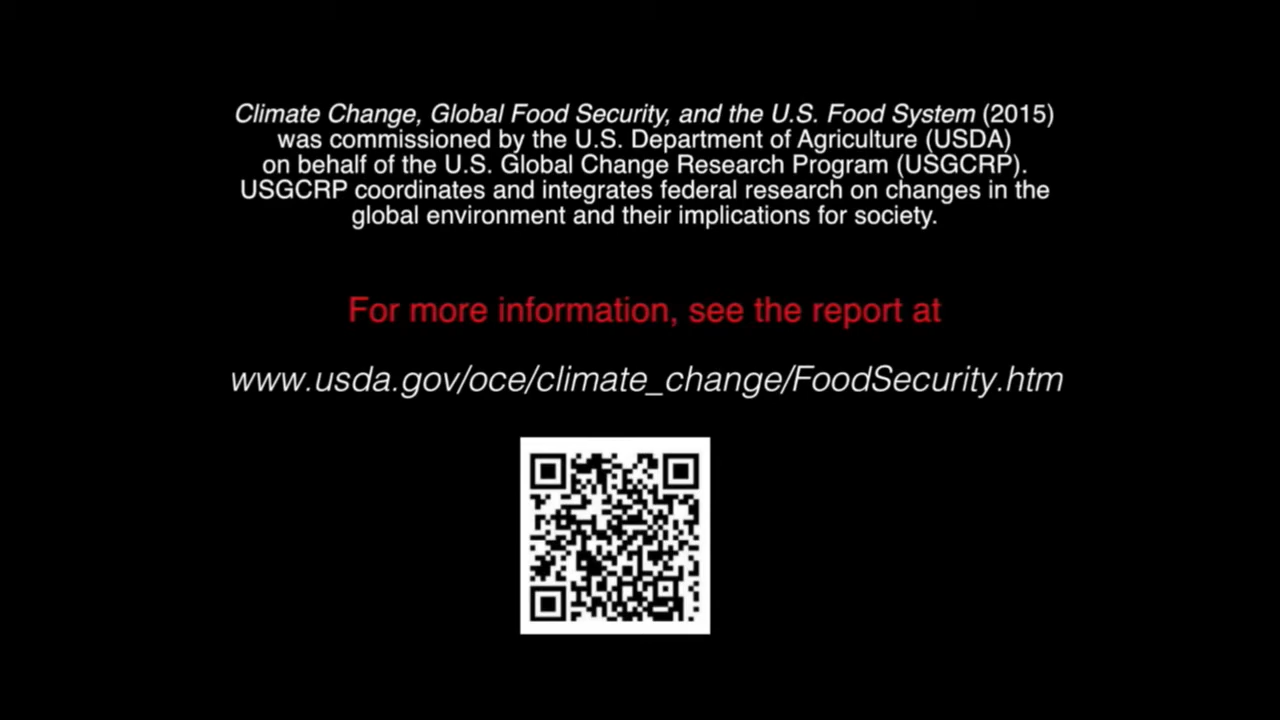 Climate Change, Global Food Security, and the U.S. Food System (2015)
was commissioned by the U.S. Department of Agriculture (USDA)
on behalf of the U.S. Global Change Research Program (USGCRP).
USGCRP coordinates and integrates federal research on changes in the
global environment and their implications for society.
For more information, see the report at
www.usda.gov/oce/climate_change/FoodSecurity.htm